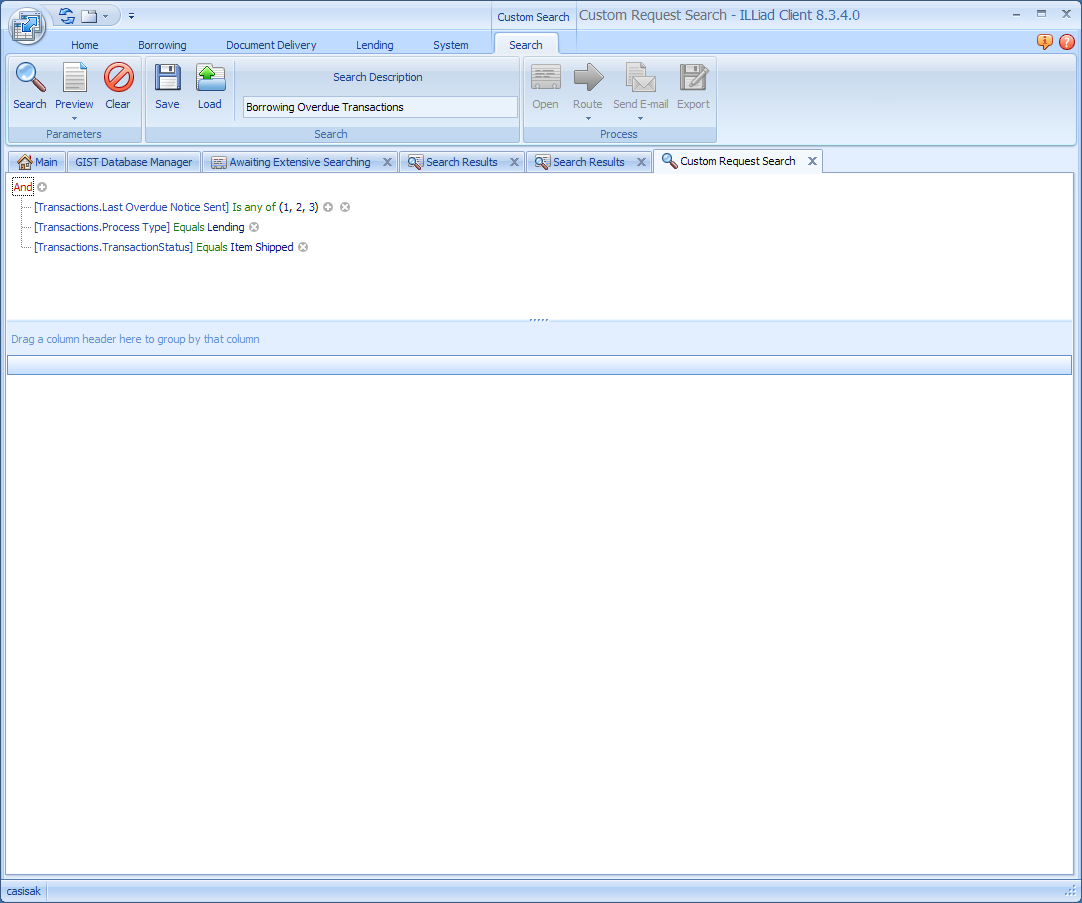 Custom Search Custom Request Search - ILLiad Client 8.3.4.0
Home Borrowing Document Delivery Lending System Search
Search Preview Clear Save Load Search Description Open Route Send E-mail Export
Borrowing Overdue Transactions
Parameters Search Process
Main GIST Database Manager Awaiting Extensive Searching Search Results Search Results Custom Request Search
And
[Transactions.Last Overdue Notice Sent] Is any of (1, 2, 3)
[Transactions.Process Type] Equals Lending
[Transactions.TransactionStatus] Equals Item Shipped
Drag a column header here to group by that column
casisak